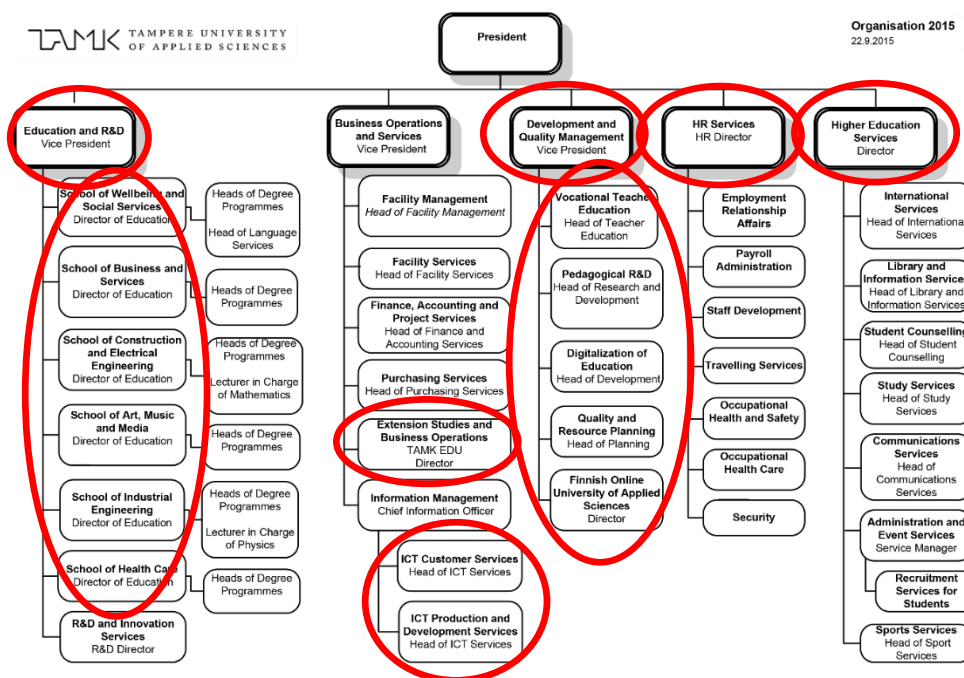 TAMK TAMPERE UNIVERSITY
OF APPLIED SCIENCES
Organisation 2015
22.9.2015
President
Education and R&D
Vice President
School of Wellbeing and
Social Services
Director of Education
Heads of Degree
Programmes
Head of Language
Services
School of Business and
Services
Director of Education
Heads of Degree
Programmes
School of Construction
and Electrical
Engineering
Director of Education
Heads of Degree
Programmes
Lecturer in Charge
of Mathematics
School of Art, Music
and Media
Director of Education
Heads of Degree
Programmes
School of Industrial
Engineering
Director of Education
Heads of Degree
Programmes
Lecturer in Charge
of Physics
School of Health Care
Director of Education
Heads of Degree
Programmes
R&D and Innovation
Services
R&D Director
Business Operations
and Services
Vice President
Facility Management
Head of Facility Management
Facility Services
Head of Facility Services
Finance, Accounting and
Project Services
Head of Finance and
Accounting Services
Purchasing Services
Head of Purchasing Services
Extension Studies and
Business Operations
TAMK EDU
Director
Information Management
Chief Information Officer
ICT Customer Services
Head of ICT Services
ICT Production and
Development Services
Head of ICT Services
Development and
Quality Management
Vice President
Vocational Teacher
Education
Head of Teacher
Education
Pedagogical R&D
Head of Research and
Development
Digitalization of
Education
Head of Development
Quality and
Resource Planning
Head of Planning
Finnish Online
University of Applied
Sciences
Director
HR Services
HR Director
Employment
Relationship
Affairs
Payroll
Administration
Staff Development
Travelling Services
Occupational
Health and Safety
Occupational
Health Care
Security
Higher Education
Services
Director
International
Services
Head of International
Services
Library and
Information Services
Head of Library and
Information Services
Student Counselling
Head of Student
Counselling
Study Services
Head of Study
Services
Communications
Services
Head of
Communications
Services
Administration and
Event Services
Service Manager
Recruitment
Services for
Students
Sports Services
Head of Sport
Services